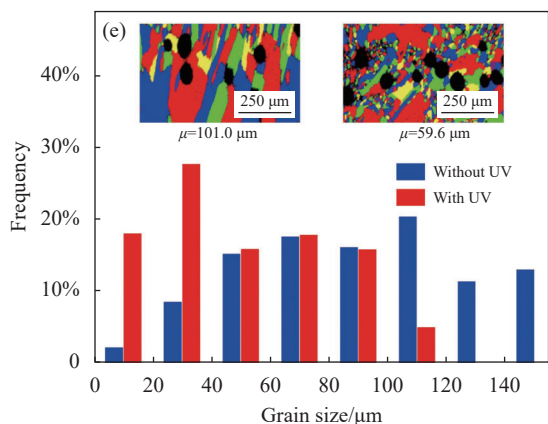 (e)
250 μm
250 μm
μ=101.0 μm
μ=59.6 μm
Without UV
With UV
Frequency
40%
30%
20%
10%
0
0 20 40 60 80 100 120 140
Grain size/μm